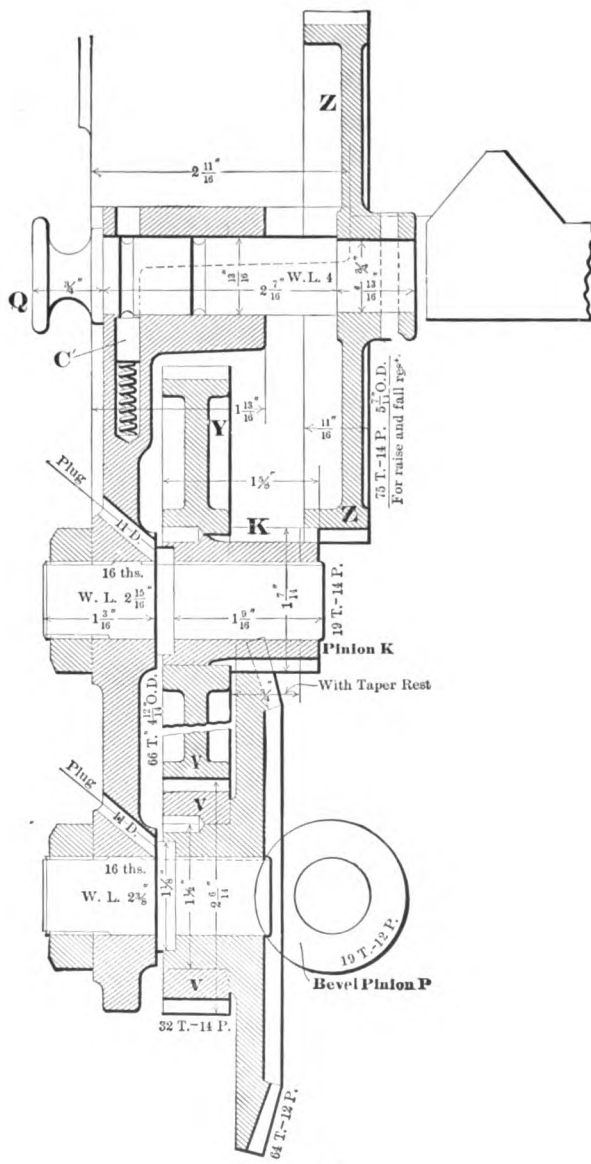 Z
2 11/16"
Q
3/4"
13/16"
2 7/16"
W.L. 4
3/4"
13/16"
C'
1 13/16"
Y
11/16"
75 T.-14 P.
For raise and fall rest.
1 5/8"
Plug
11-D.
K
Z
16 ths.
W. L. 2 15/16"
1 3/16"
1 9/16"
1 7/14"
19 T.-14 P.
Pinion K
With Taper Rest
66 T. 4 12/14" O.D.
Y
Plug
V
W-D.
16 ths.
W. L. 2 3/8"
1 1/8"
1 1/2"
2 6/14"
19 T.-12 P.
V
Bevel Pinion P
32 T.-14 P.
64 T.-12 P.